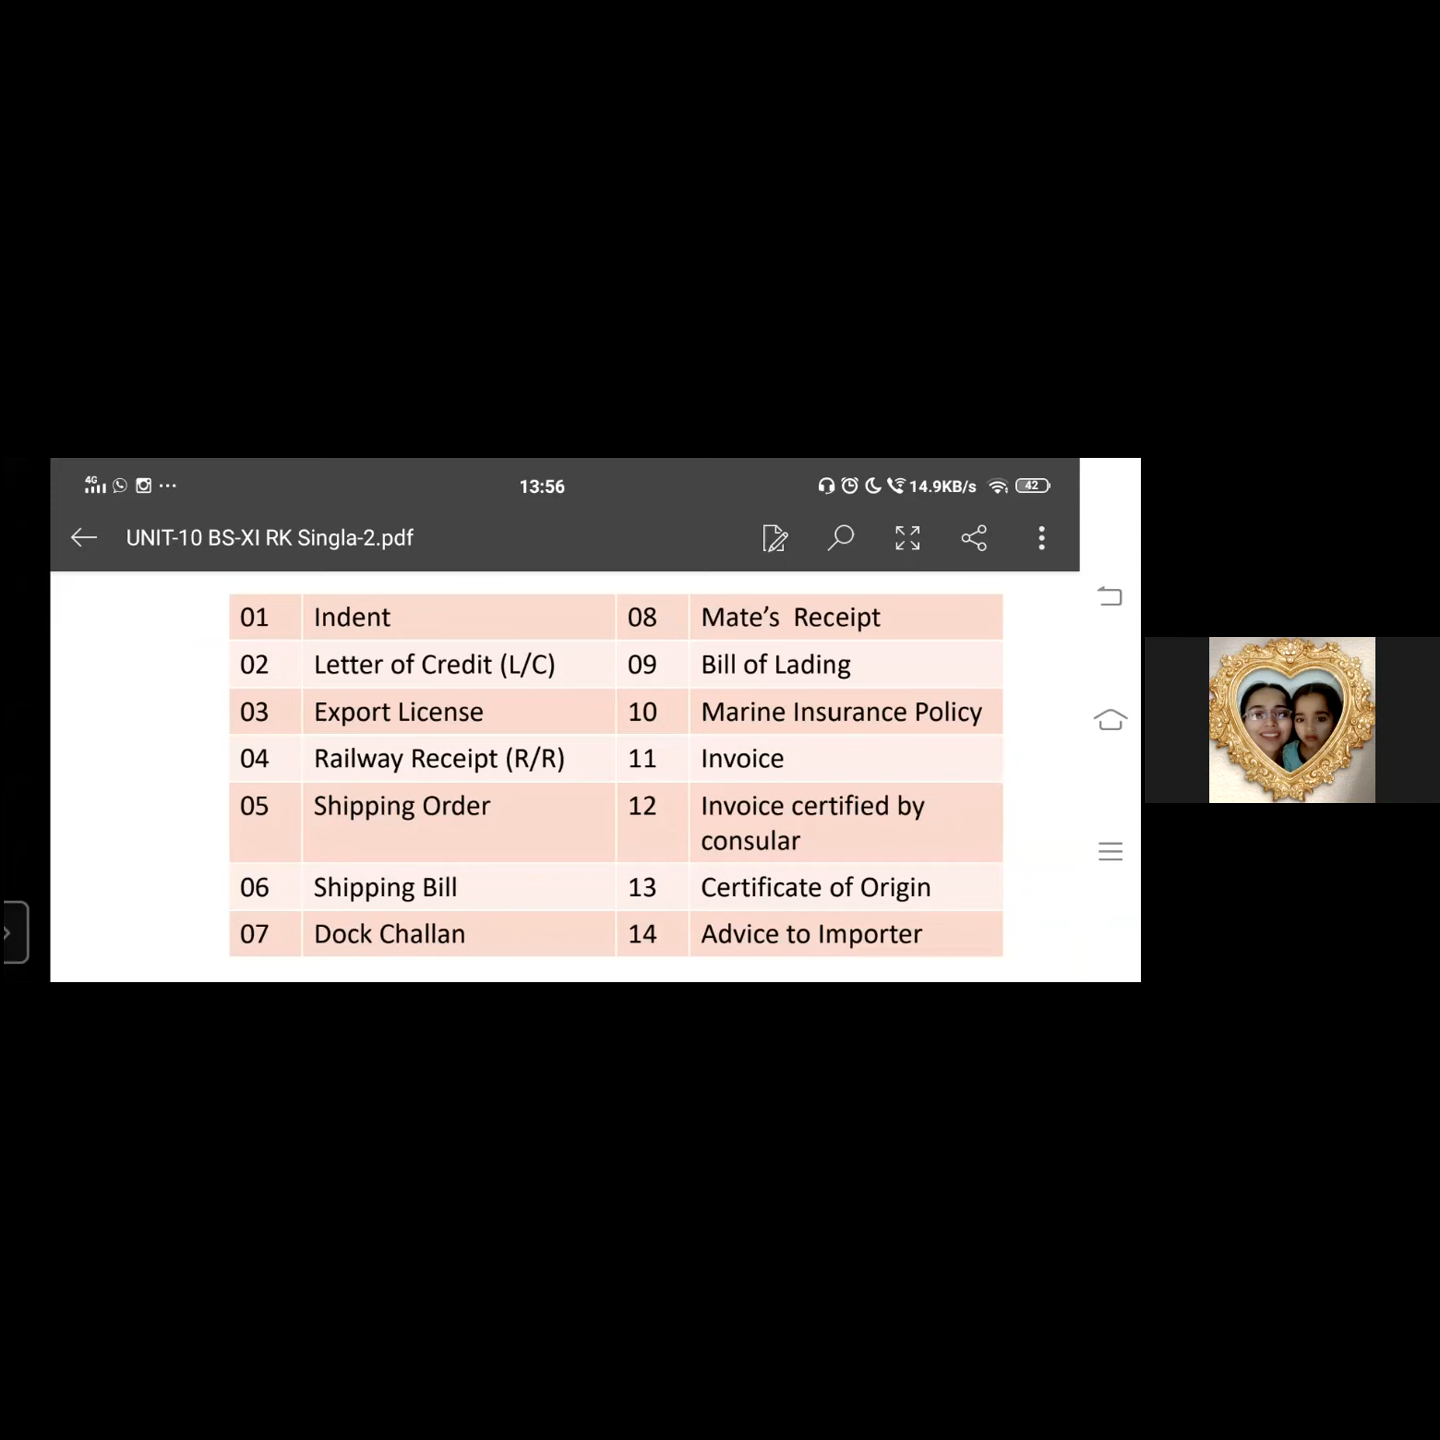 4G 13:56 14.9KB/s 42
UNIT-10 BS-XI RK Singla-2.pdf
01 Indent 08 Mate’s Receipt
02 Letter of Credit (L/C) 09 Bill of Lading
03 Export License 10 Marine Insurance Policy
04 Railway Receipt (R/R) 11 Invoice
05 Shipping Order 12 Invoice certified by
consular
06 Shipping Bill 13 Certificate of Origin
07 Dock Challan 14 Advice to Importer